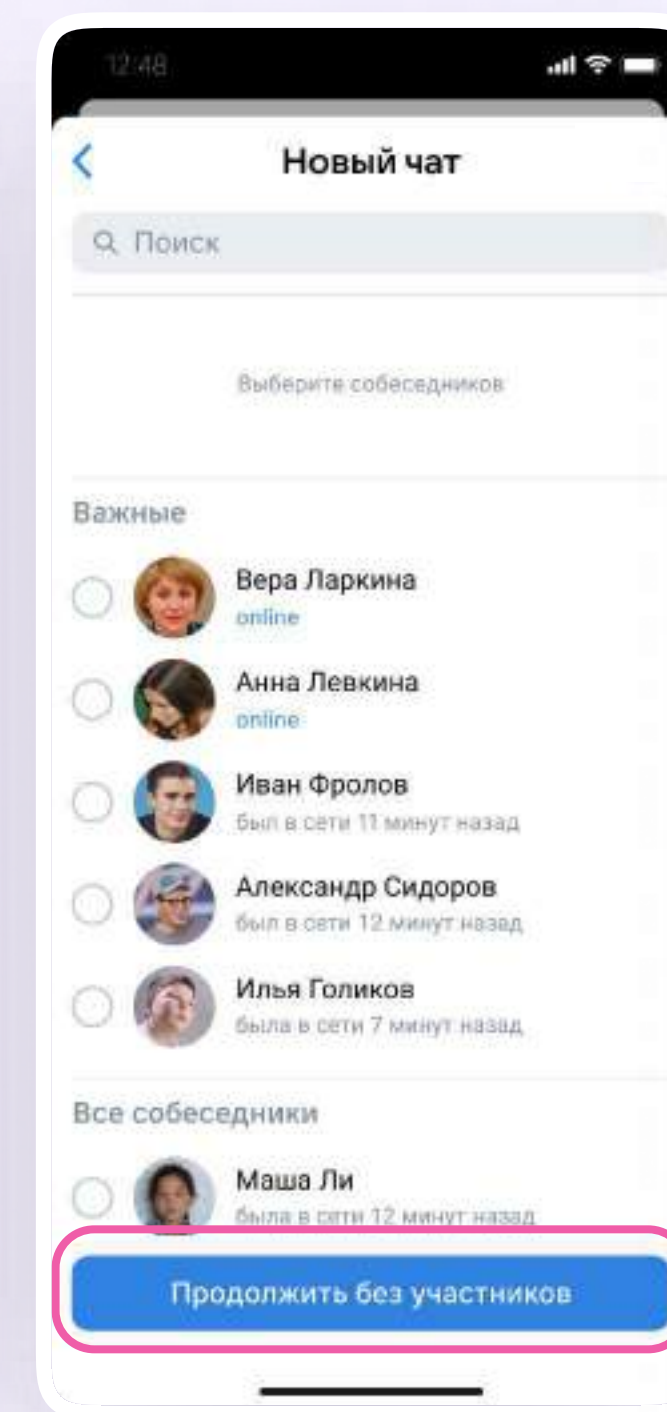 12:48
Новый чат
Поиск
Выберите собеседников
Важные
Вера Ларкина
online
Анна Левкина
online
Иван Фролов
был в сети 11 минут назад
Александр Сидоров
был в сети 12 минут назад
Илья Голиков
была в сети 7 минут назад
Все собеседники
Маша Ли
была в сети 12 минут назад
Продолжить без участников